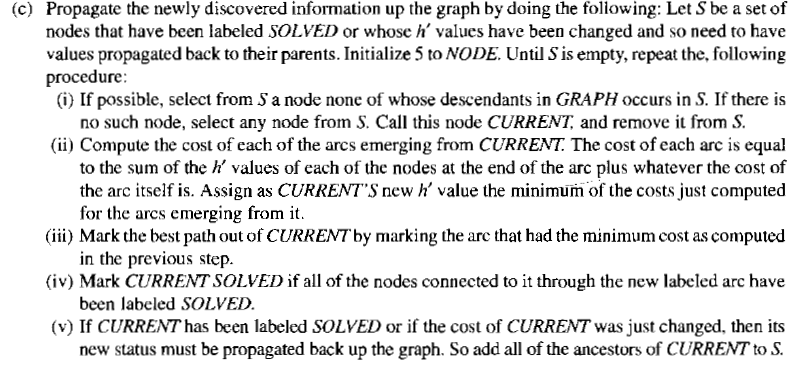 (c) Propagate the newly discovered information up the graph by doing the following: Let S be a set of
nodes that have been labeled SOLVED or whose h′ values have been changed and so need to have
values propagated back to their parents. Initialize 5 to NODE. Until S is empty, repeat the, following
procedure:
(i) If possible, select from S a node none of whose descendants in GRAPH occurs in S. If there is
no such node, select any node from S. Call this node CURRENT, and remove it from S.
(ii) Compute the cost of each of the arcs emerging from CURRENT. The cost of each arc is equal
to the sum of the h′ values of each of the nodes at the end of the arc plus whatever the cost of
the arc itself is. Assign as CURRENT'S new h′ value the minimum of the costs just computed
for the arcs emerging from it.
(iii) Mark the best path out of CURRENT by marking the arc that had the minimum cost as computed
in the previous step.
(iv) Mark CURRENT SOLVED if all of the nodes connected to it through the new labeled arc have
been labeled SOLVED.
(v) If CURRENT has been labeled SOLVED or if the cost of CURRENT was just changed, then its
new status must be propagated back up the graph. So add all of the ancestors of CURRENT to S.